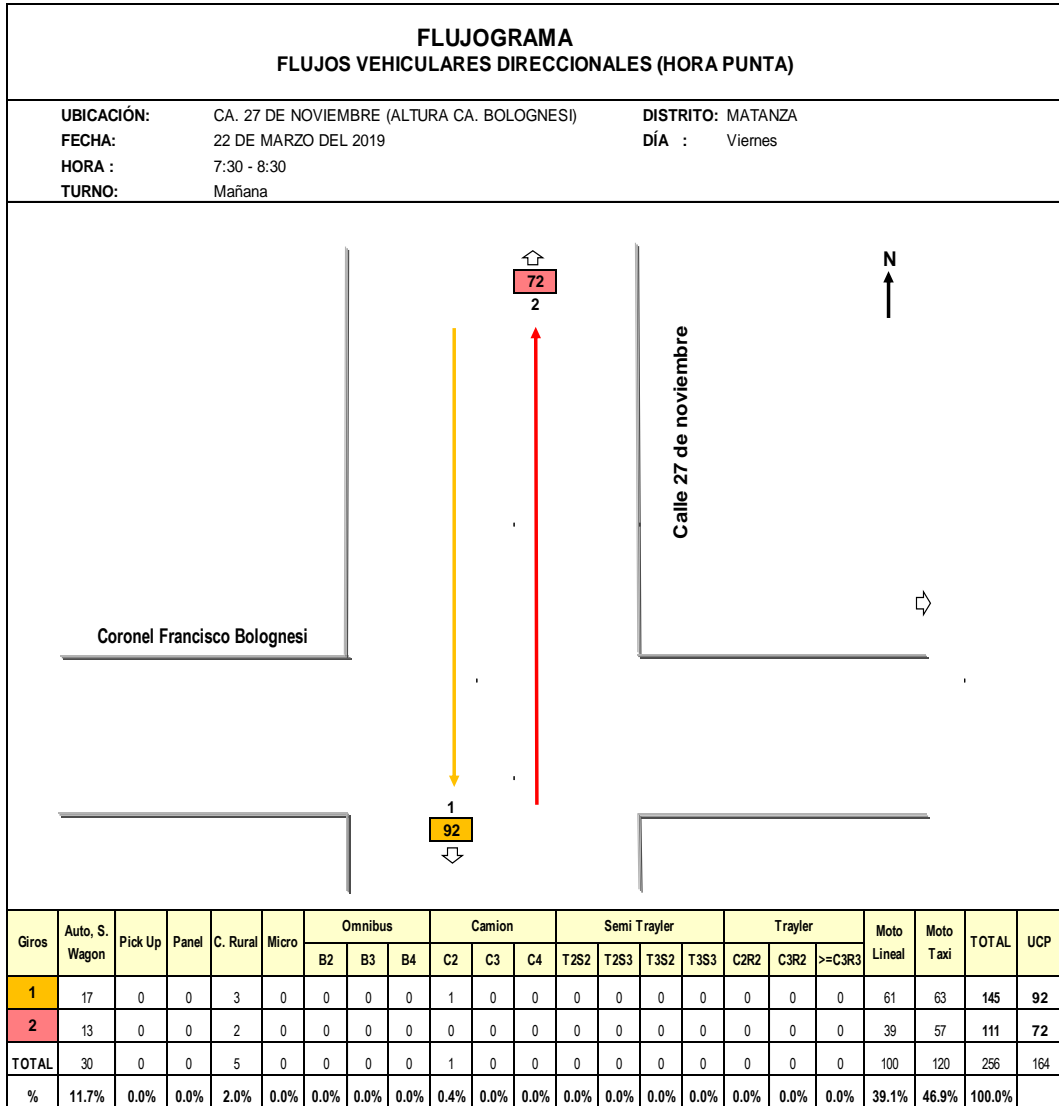 FLUJOGRAMA
FLUJOS VEHICULARES DIRECCIONALES (HORA PUNTA)
UBICACIÓN: CA. 27 DE NOVIEMBRE (ALTURA CA. BOLOGNESI) DISTRITO: MATANZA
FECHA: 22 DE MARZO DEL 2019 DÍA : Viernes
HORA : 7:30 - 8:30
TURNO: Mañana
72
2
N
Calle 27 de noviembre
Coronel Francisco Bolognesi
1
92
Giros Auto, S. Wagon Pick Up Panel C. Rural Micro Omnibus Camion Semi Trayler Trayler Moto Lineal Moto Taxi TOTAL UCP
B2 B3 B4 C2 C3 C4 T2S2 T2S3 T3S2 T3S3 C2R2 C3R2 >=C3R3
1 17 0 0 3 0 0 0 0 1 0 0 0 0 0 0 0 0 0 61 63 145 92
2 13 0 0 2 0 0 0 0 0 0 0 0 0 0 0 0 0 0 39 57 111 72
TOTAL 30 0 0 5 0 0 0 0 1 0 0 0 0 0 0 0 0 0 100 120 256 164
% 11.7% 0.0% 0.0% 2.0% 0.0% 0.0% 0.0% 0.0% 0.4% 0.0% 0.0% 0.0% 0.0% 0.0% 0.0% 0.0% 0.0% 0.0% 39.1% 46.9% 100.0%